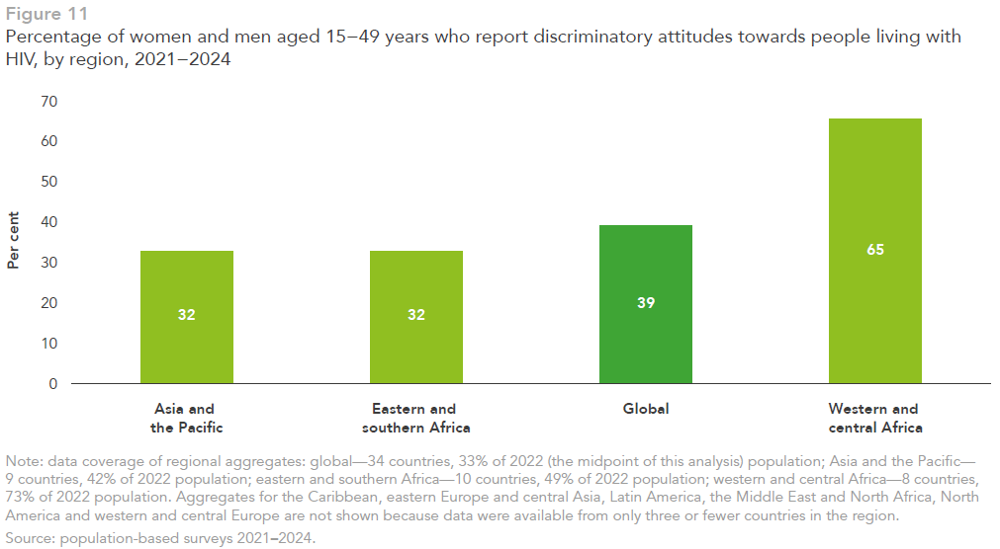 Figure 11
Percentage of women and men aged 15–49 years who report discriminatory attitudes towards people living with
HIV, by region, 2021–2024
Per cent
70
60
50
40
30
20
10
0
32
32
39
65
Asia and
the Pacific
Eastern and
southern Africa
Global
Western and
central Africa
Note: data coverage of regional aggregates: global—34 countries, 33% of 2022 (the midpoint of this analysis) population; Asia and the Pacific—
9 countries, 42% of 2022 population; eastern and southern Africa—10 countries, 49% of 2022 population; western and central Africa—8 countries,
73% of 2022 population. Aggregates for the Caribbean, eastern Europe and central Asia, Latin America, the Middle East and North Africa, North
America and western and central Europe are not shown because data were available from only three or fewer countries in the region.
Source: population-based surveys 2021–2024.